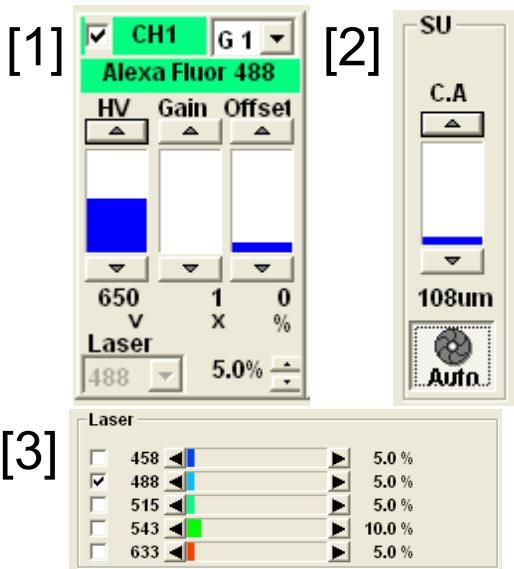 [1]
CH1 G 1
Alexa Fluor 488
HV Gain Offset
650 1 0
V X %
Laser
488 5.0%
[2]
SU
C.A
108um
Auto
[3]
Laser
458 5.0 %
488 5.0 %
515 5.0 %
543 10.0 %
633 5.0 %